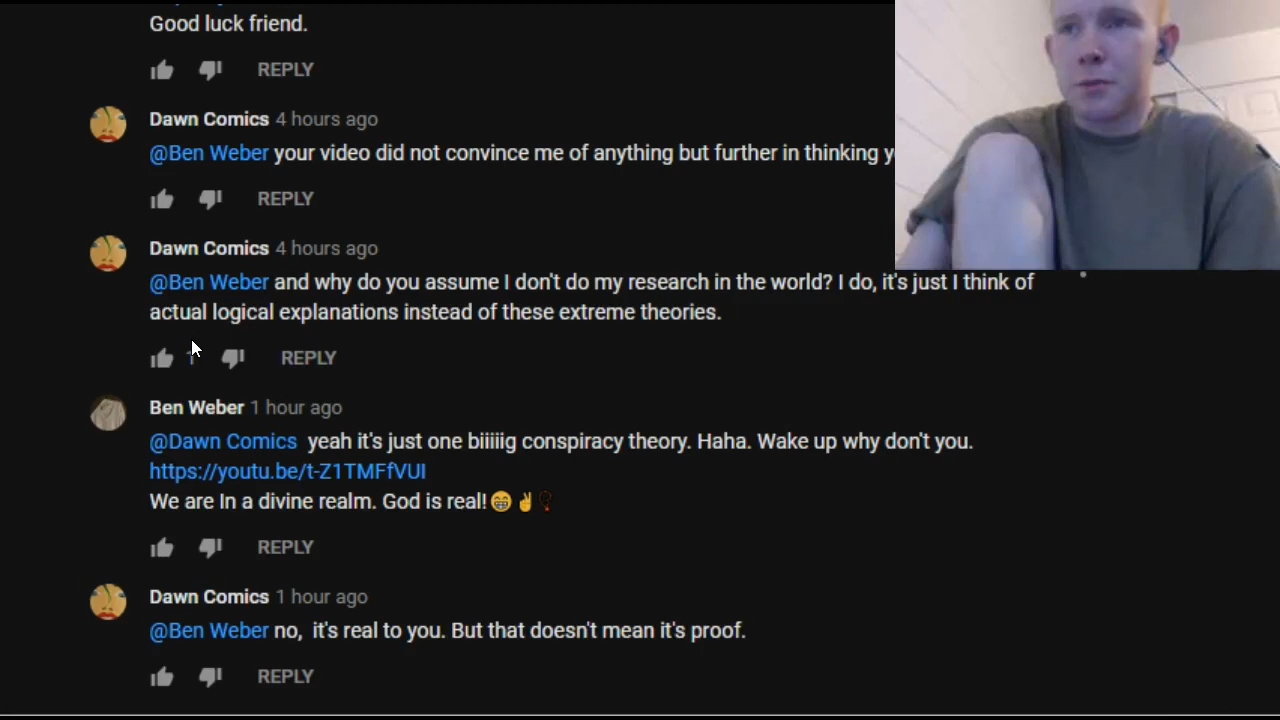 Good luck friend.
REPLY
Dawn Comics 4 hours ago
@Ben Weber your video did not convince me of anything but further in thinking
REPLY
Dawn Comics 4 hours ago
@Ben Weber and why do you assume I don't do my research in the world? I do, it's just I think of
actual logical explanations instead of these extreme theories.
1 REPLY
Ben Weber 1 hour ago
@Dawn Comics yeah it's just one biiiiig conspiracy theory. Haha. Wake up why don't you.
https://youtu.be/t-Z1TMFfVUI
We are In a divine realm. God is real!😁✌️🎈
REPLY
Dawn Comics 1 hour ago
@Ben Weber no, it's real to you. But that doesn't mean it's proof.
REPLY